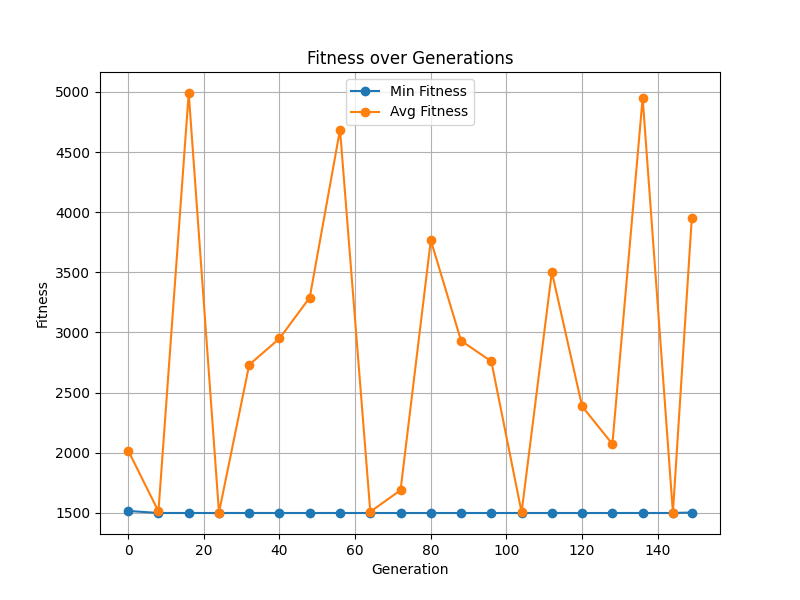 Fitness over Generations
Min Fitness
Avg Fitness
5000
4500
4000
3500
3000
2500
2000
1500
Fitness
0 20 40 60 80 100 120 140
Generation